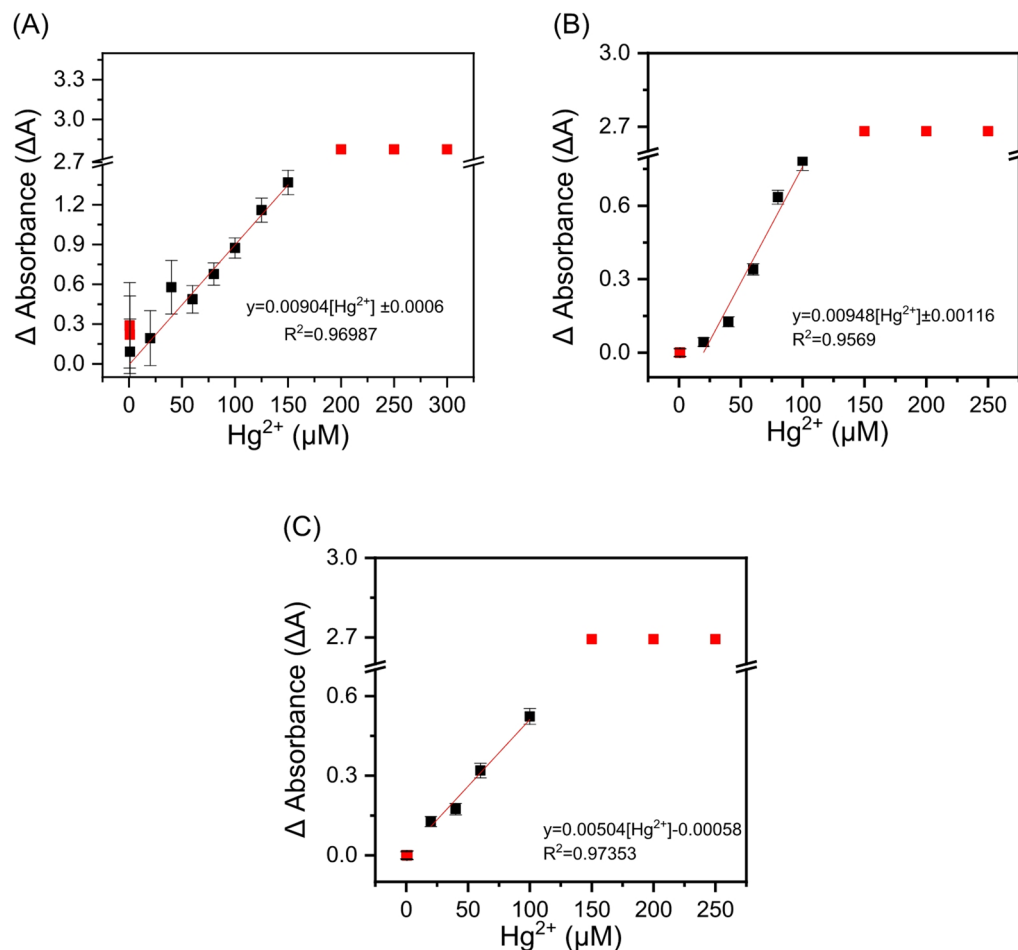 (A)
3.3
3.0
2.7
1.2
0.9
0.6
0.3
0.0
Δ Absorbance (ΔA)
y=0.00904[Hg²⁺] ±0.0006
R²=0.96987
0 50 100 150 200 250 300
Hg²⁺ (µM)
(B)
3.0
2.7
0.6
0.3
0.0
Δ Absorbance (ΔA)
y=0.00948[Hg²⁺]±0.00116
R²=0.9569
0 50 100 150 200 250
Hg²⁺ (µM)
(C)
3.0
2.7
0.6
0.3
0.0
Δ Absorbance (ΔA)
y=0.00504[Hg²⁺]-0.00058
R²=0.97353
0 50 100 150 200 250
Hg²⁺ (µM)